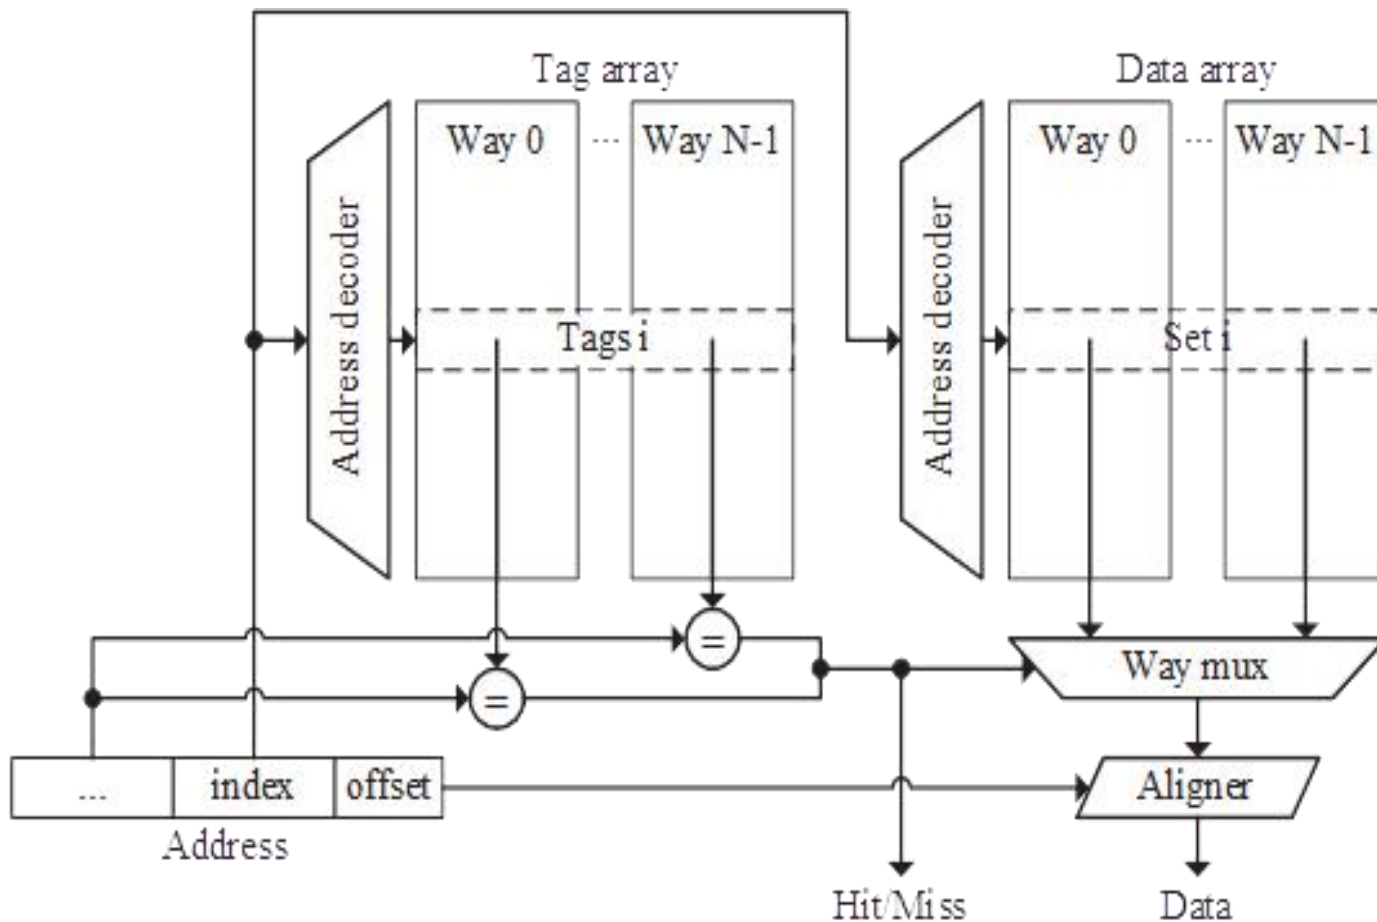 Tag array
Data array
Way 0
...
Way N-1
Way 0
...
Way N-1
Address decoder
Tags i
Address decoder
Set i
=
=
Way mux
...
index
offset
Aligner
Address
Hit/Miss
Data